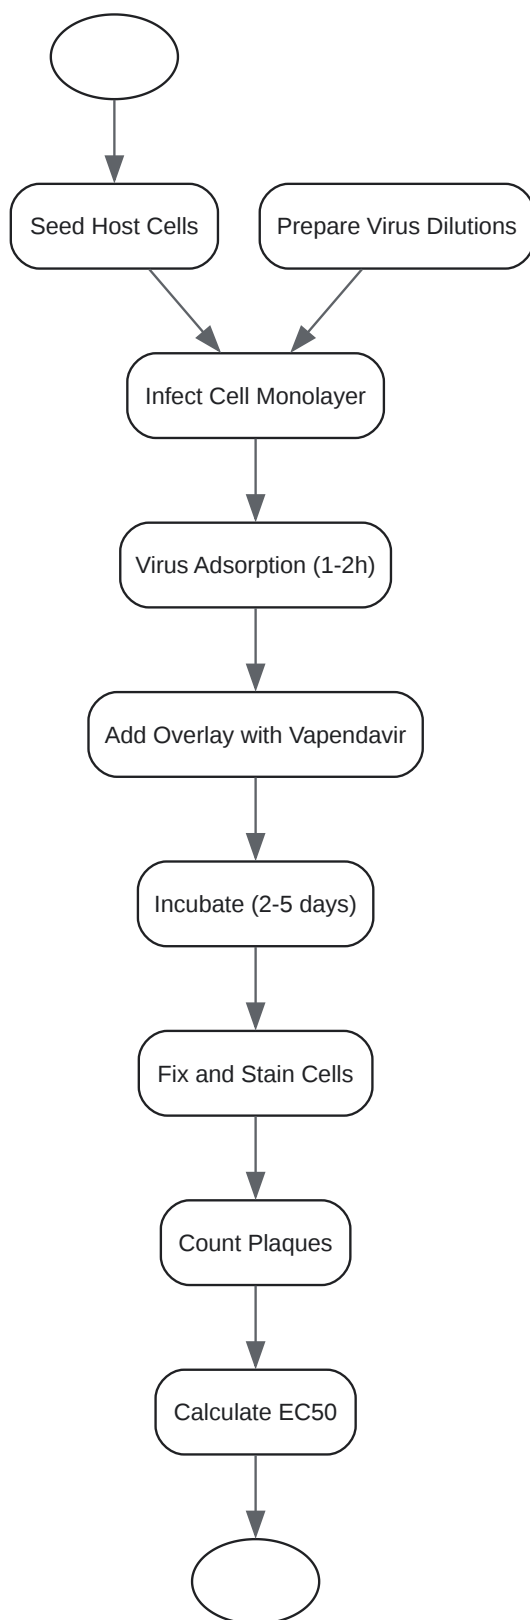 Seed Host Cells
Prepare Virus Dilutions
Infect Cell Monolayer
Virus Adsorption (1-2h)
Add Overlay with Vapendavir
Incubate (2-5 days)
Fix and Stain Cells
Count Plaques
Calculate EC50